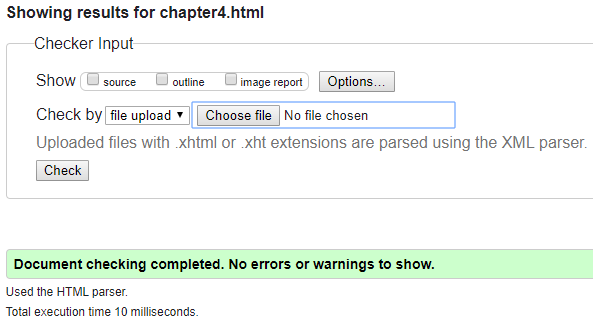 Showing results for chapter4.html
Checker Input
Show source outline image report Options...
Check by file upload Choose file No file chosen
Uploaded files with .xhtml or .xht extensions are parsed using the XML parser.
Check
Document checking completed. No errors or warnings to show.
Used the HTML parser.
Total execution time 10 milliseconds.